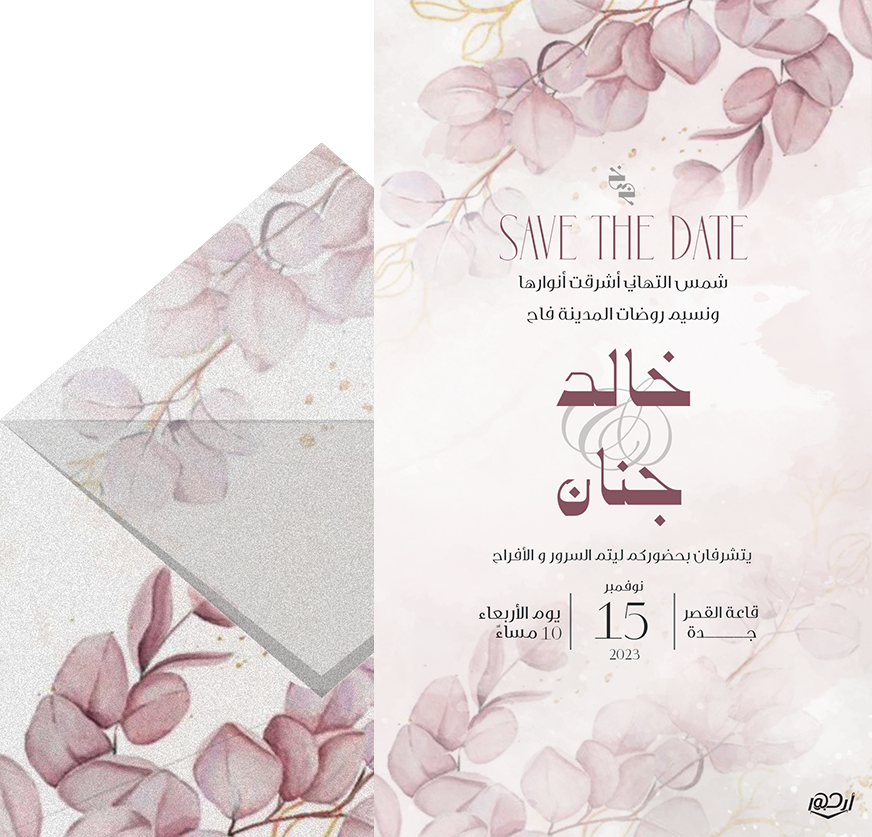 SAVE THE DATE
شمس التهاني أشرقت أنوارها
ونسيم روضات المدينة فاح
خالد
&
جنان
يتشرفان بحضوركم ليتم السرور و الأفراح
قاعة القصر
جـــــدة
نوفمبر
15
2023
يوم الأربعاء
10 مساءً